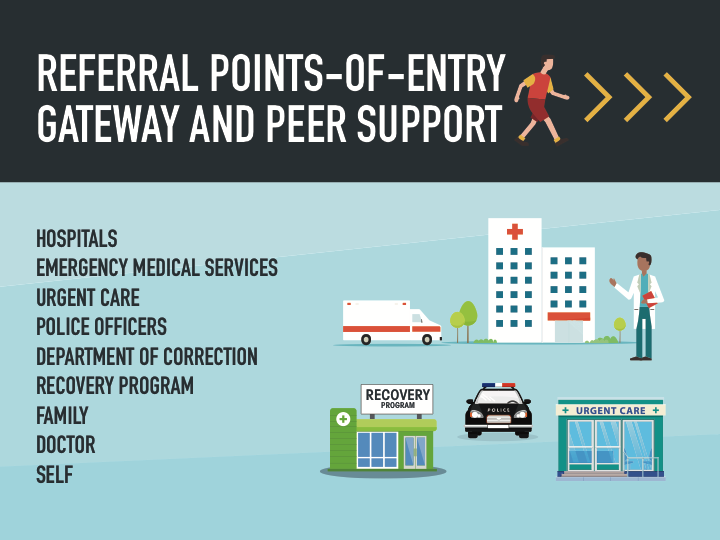 REFERRAL POINTS-OF-ENTRY
GATEWAY AND PEER SUPPORT
HOSPITALS
EMERGENCY MEDICAL SERVICES
URGENT CARE
POLICE OFFICERS
DEPARTMENT OF CORRECTION
RECOVERY PROGRAM
FAMILY
DOCTOR
SELF
RECOVERY
PROGRAM
POLICE
URGENT CARE